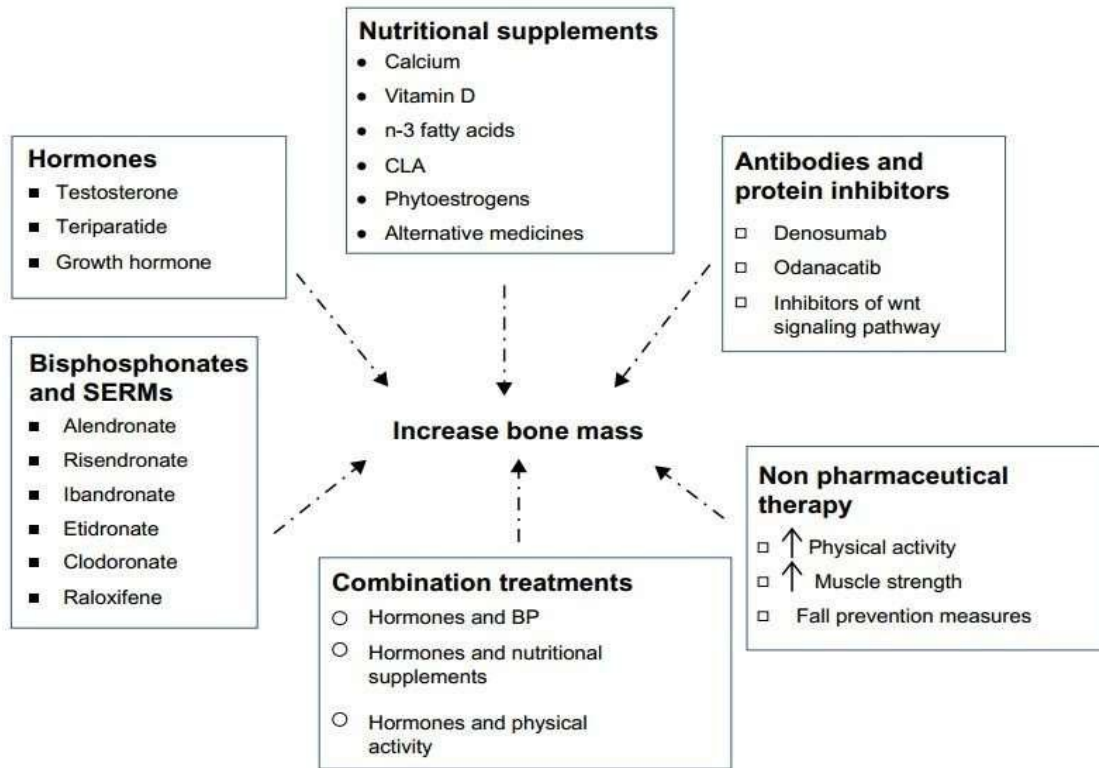 Nutritional supplements
Calcium
Vitamin D
n-3 fatty acids
CLA
Phytoestrogens
Alternative medicines
Hormones
Testosterone
Teriparatide
Growth hormone
Antibodies and
protein inhibitors
Denosumab
Odanacatib
Inhibitors of wnt
signaling pathway
Bisphosphonates
and SERMs
Alendronate
Risendronate
Ibandronate
Etidronate
Clodoronate
Raloxifene
Increase bone mass
Non pharmaceutical
therapy
↑ Physical activity
↑ Muscle strength
Fall prevention measures
Combination treatments
Hormones and BP
Hormones and nutritional
supplements
Hormones and physical
activity